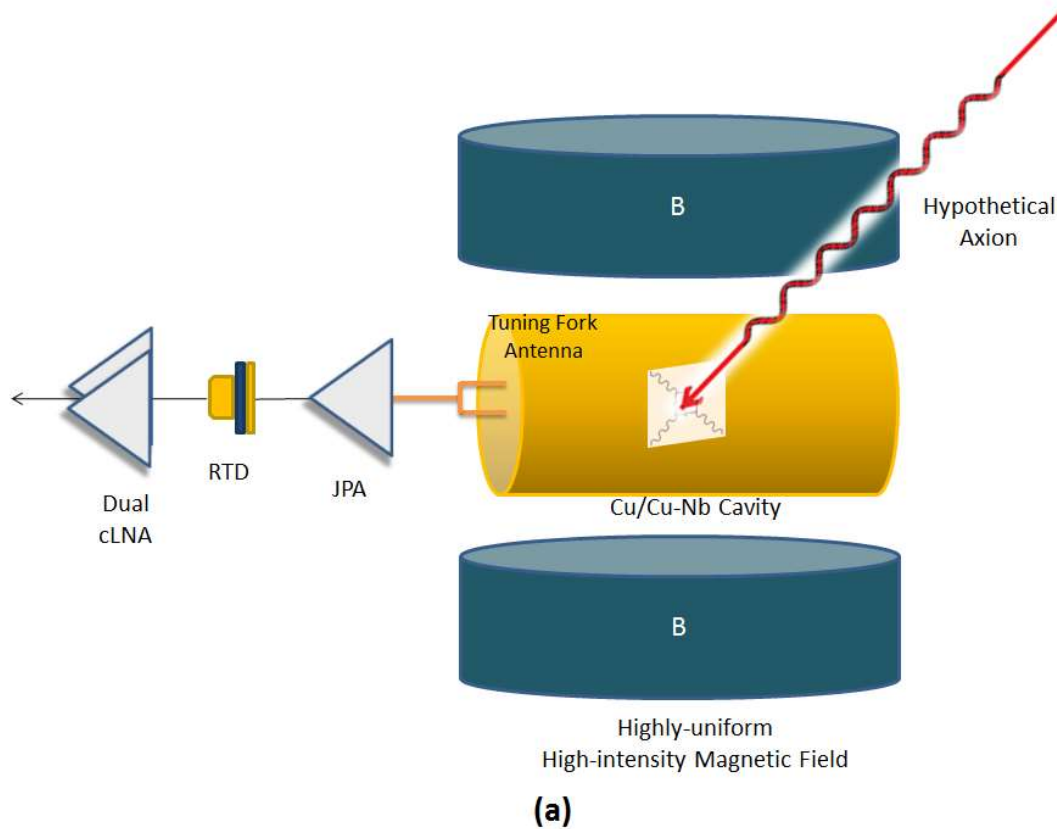 B
Hypothetical
Axion
Tuning Fork
Antenna
RTD
JPA
Dual
cLNA
Cu/Cu-Nb Cavity
B
Highly-uniform
High-intensity Magnetic Field
(a)